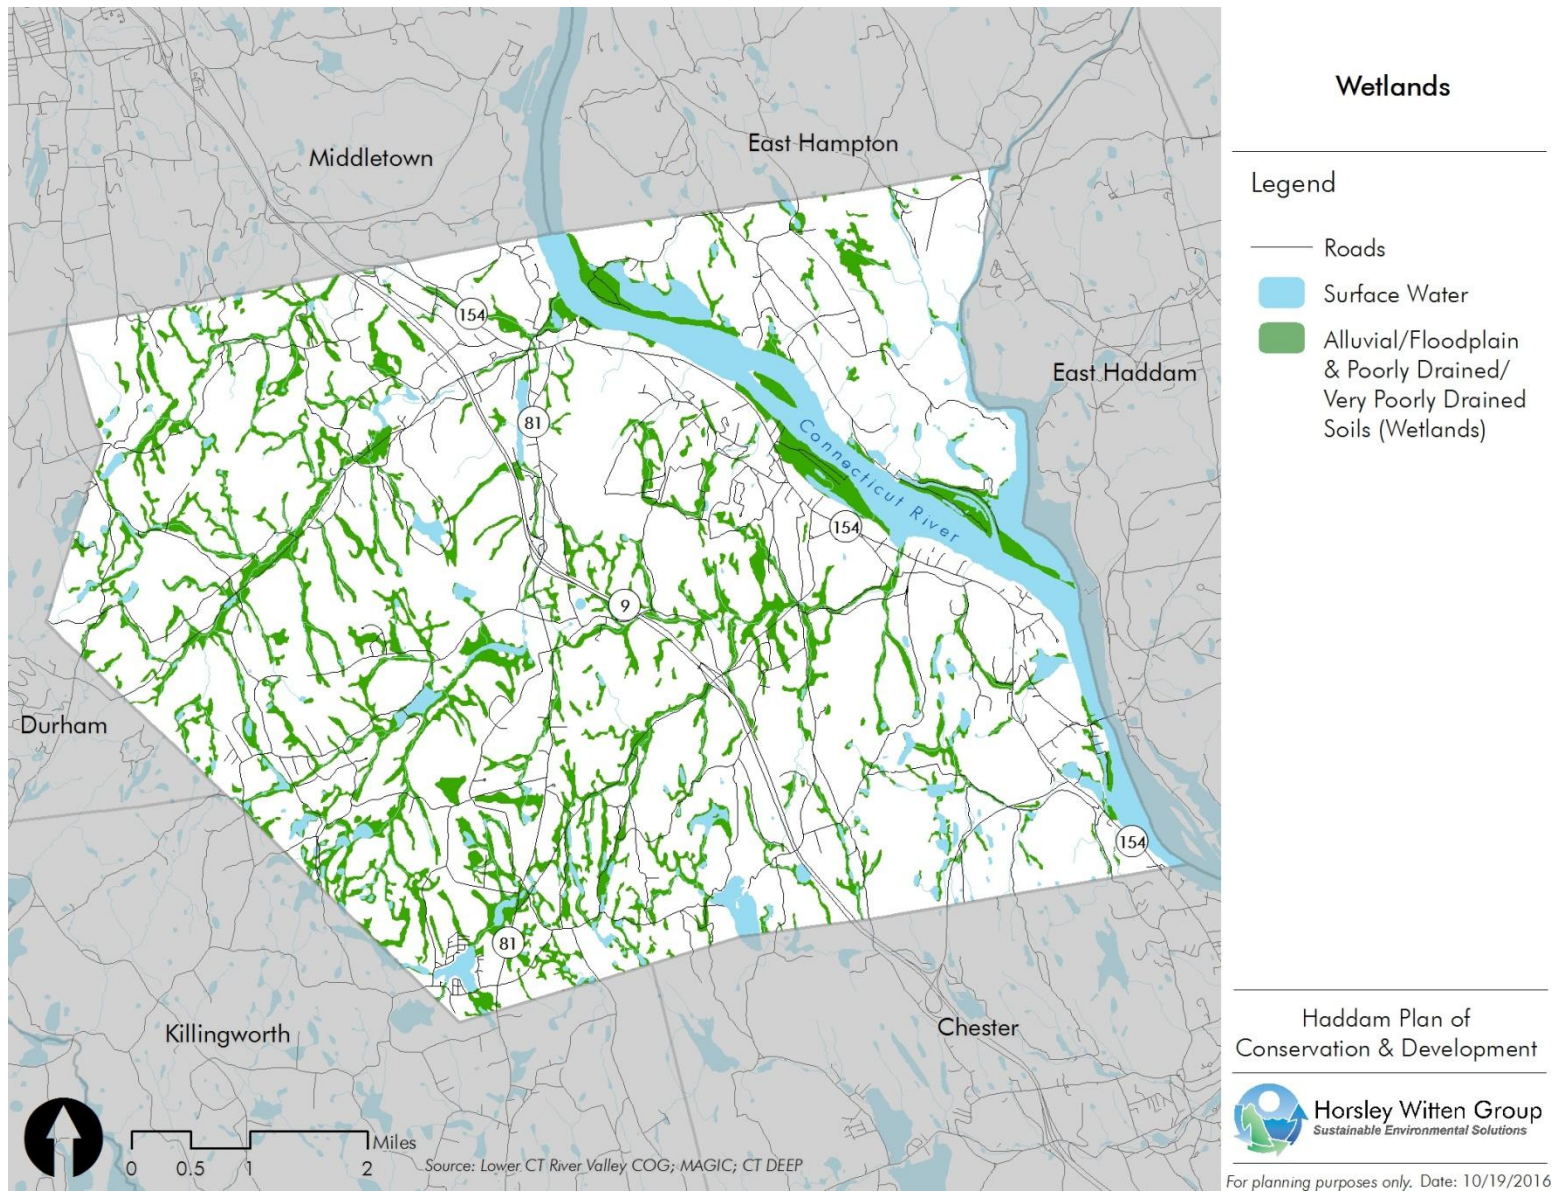 Wetlands
Legend
Roads
Surface Water
Alluvial/Floodplain
& Poorly Drained/
Very Poorly Drained
Soils (Wetlands)
Middletown
East Hampton
154
East Haddam
81
Connecticut River
154
9
Durham
154
81
Killingworth
Chester
Miles
0 0.5 1 2
Source: Lower CT River Valley COG; MAGIC; CT DEEP
Haddam Plan of
Conservation & Development
Horsley Witten Group
Sustainable Environmental Solutions
For planning purposes only. Date: 10/19/2016